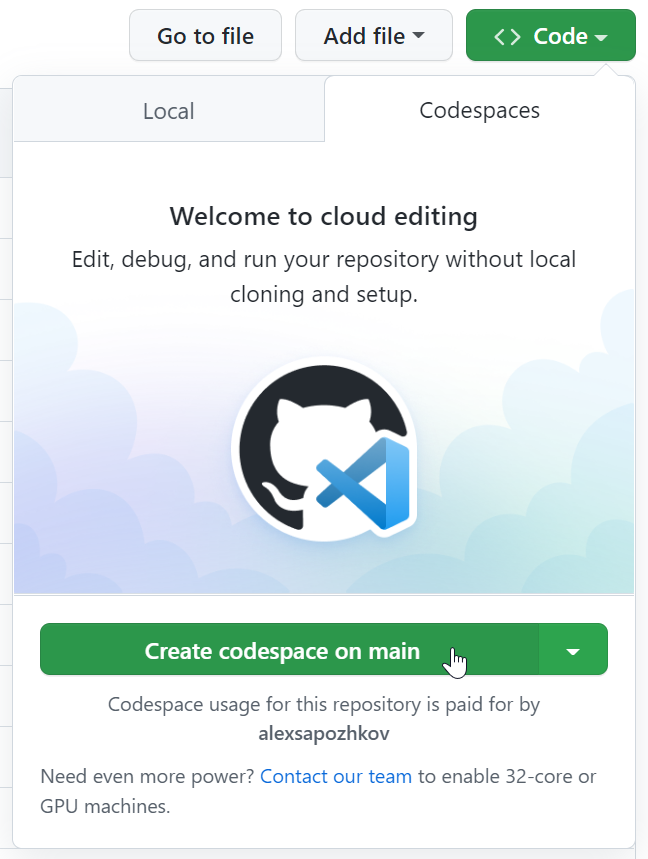 Go to file
Add file
Code
Local
Codespaces
Welcome to cloud editing
Edit, debug, and run your repository without local
cloning and setup.
Create codespace on main
Codespace usage for this repository is paid for by
alexsapozhkov
Need even more power? Contact our team to enable 32-core or
GPU machines.